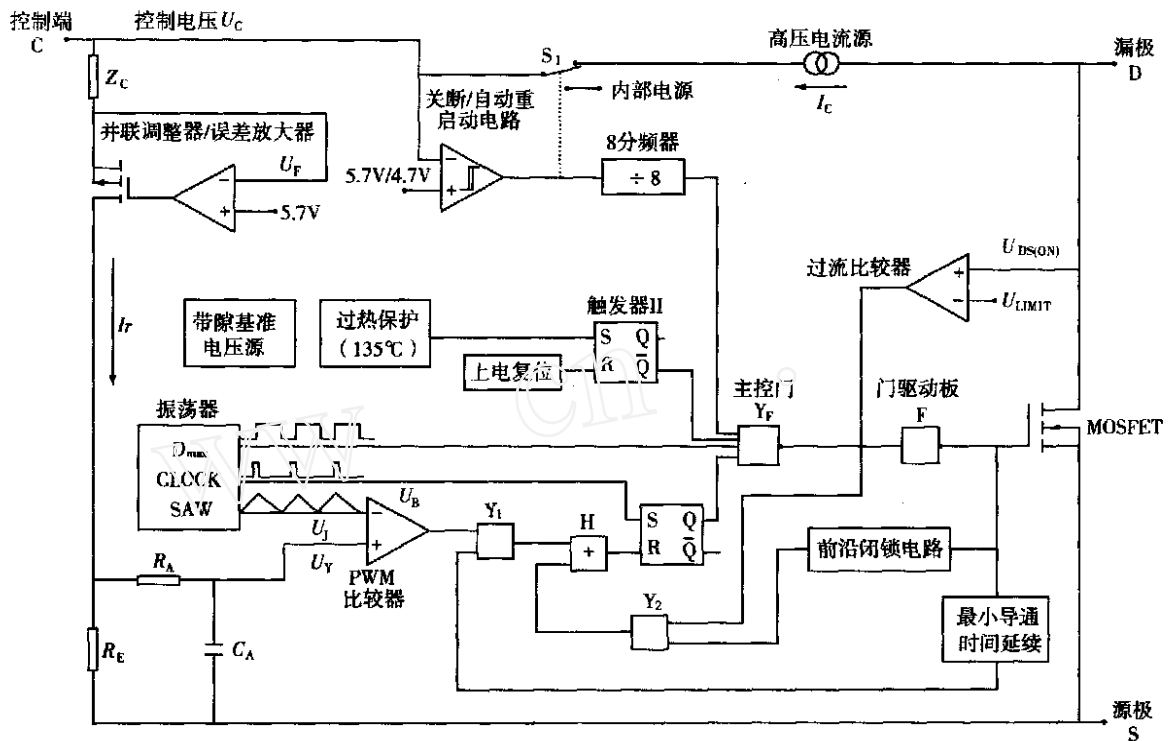 控制端
C
控制电压 U_C
Z_C
并联调整器/误差放大器
U_F
−
+
5.7V
I_T
关断/自动重
启动电路
5.7V/4.7V
−
+
S_1
内部电源
高压电流源
I_C
漏极
D
8分频器
÷ 8
过流比较器
+
−
U_DS(ON)
U_LIMIT
带隙基准
电压源
过热保护
(135℃)
上电复位
触发器II
S Q
R Q̄
主控门
Y_F
门驱动板
F
MOSFET
振荡器
D_max
CLOCK
SAW
U_B
U_J
U_Y
−
+
PWM
比较器
Y_1
H
+
S Q
R Q̄
Y_2
前沿闭锁电路
最小导通
时间延续
R_A
R_E
C_A
源极
S
www cn